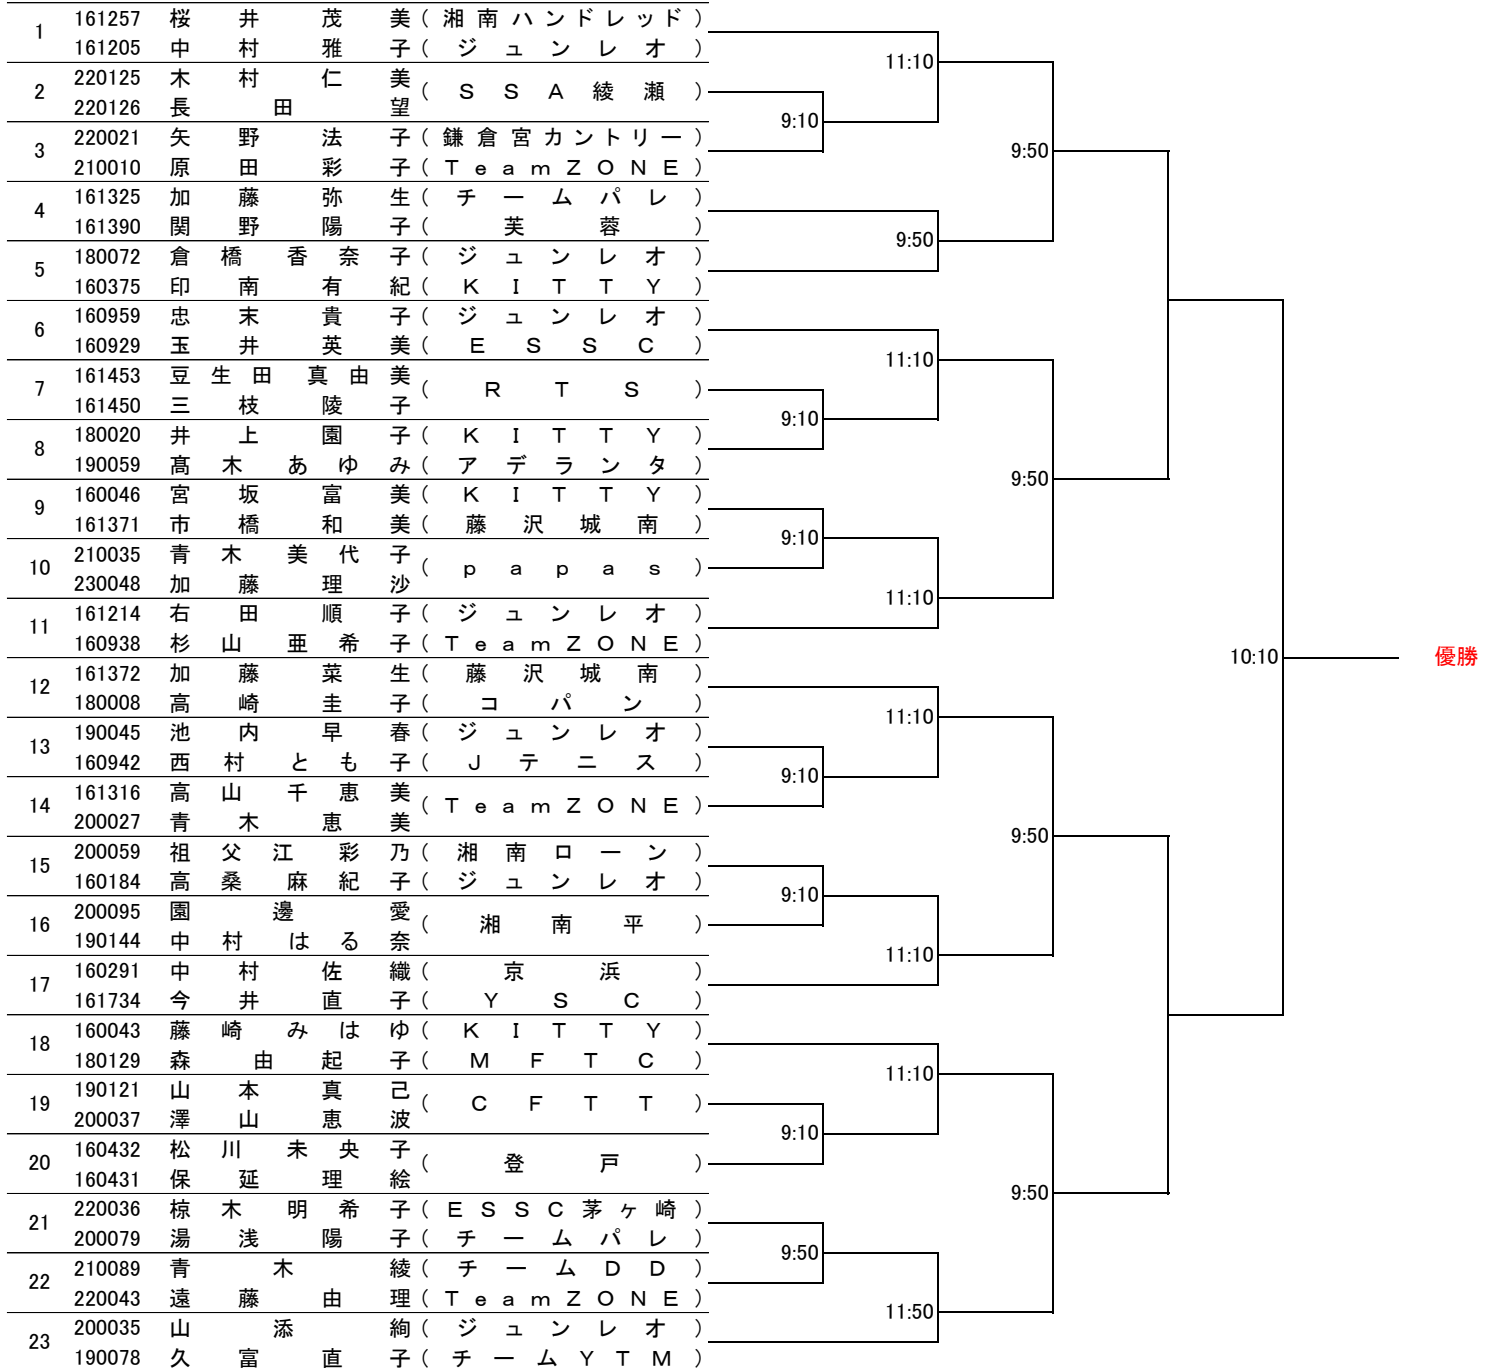 1 161257 桜井茂美(湘南ハンドレッド)
161205 中村雅子(ジュンレオ)
11:10
2 220125 木村仁美(SSA綾瀬)
220126 長田望
9:10
3 220021 矢野法子(鎌倉宮カントリー)
9:50
210010 原田彩子(TeamZONE)
4 161325 加藤弥生(チームパレ)
161390 関野陽子(芙蓉)
9:50
5 180072 倉橋香奈子(ジュンレオ)
160375 印南有紀(KITTY)
6 160959 忠末貴子(ジュンレオ)
160929 玉井英美(ESSC)
11:10
7 161453 豆生田真由美(RTS)
161450 三枝陵子
9:10
8 180020 井上園子(KITTY)
190059 髙木あゆみ(アデランタ)
9:50
9 160046 宮坂富美(KITTY)
161371 市橋和美(藤沢城南)
9:10
10 210035 青木美代子(papas)
230048 加藤理沙
11:10
11 161214 右田順子(ジュンレオ)
160938 杉山亜希子(TeamZONE)
10:10 優勝
12 161372 加藤菜生(藤沢城南)
180008 高崎圭子(コパン)
11:10
13 190045 池内早春(ジュンレオ)
160942 西村とも子(Jテニス)
9:10
14 161316 高山千恵美(TeamZONE)
200027 青木恵美
9:50
15 200059 祖父江彩乃(湘南ローン)
160184 高桑麻紀子(ジュンレオ)
9:10
16 200095 園邊愛(湘南平)
190144 中村はる奈
11:10
17 160291 中村佐織(京浜)
161734 今井直子(YSC)
18 160043 藤崎みはゆ(KITTY)
180129 森由起子(MFTC)
11:10
19 190121 山本真己(CFTT)
200037 澤山恵波
9:10
20 160432 松川未央子(登戸)
160431 保延理絵
9:50
21 220036 椋木明希子(ESSC茅ヶ崎)
200079 湯浅陽子(チームパレ)
9:50
22 210089 青木綾(チームDD)
220043 遠藤由理(TeamZONE)
11:50
23 200035 山添絢(ジュンレオ)
190078 久富直子(チームYTM)